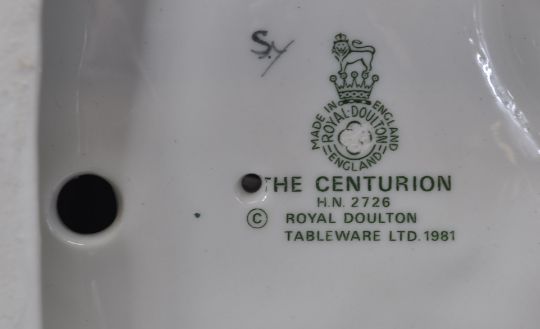 Sy
MADE IN ENGLAND
ROYAL·DOULTON
ENGLAND
THE CENTURION
H.N. 2726
© ROYAL DOULTON
TABLEWARE LTD. 1981